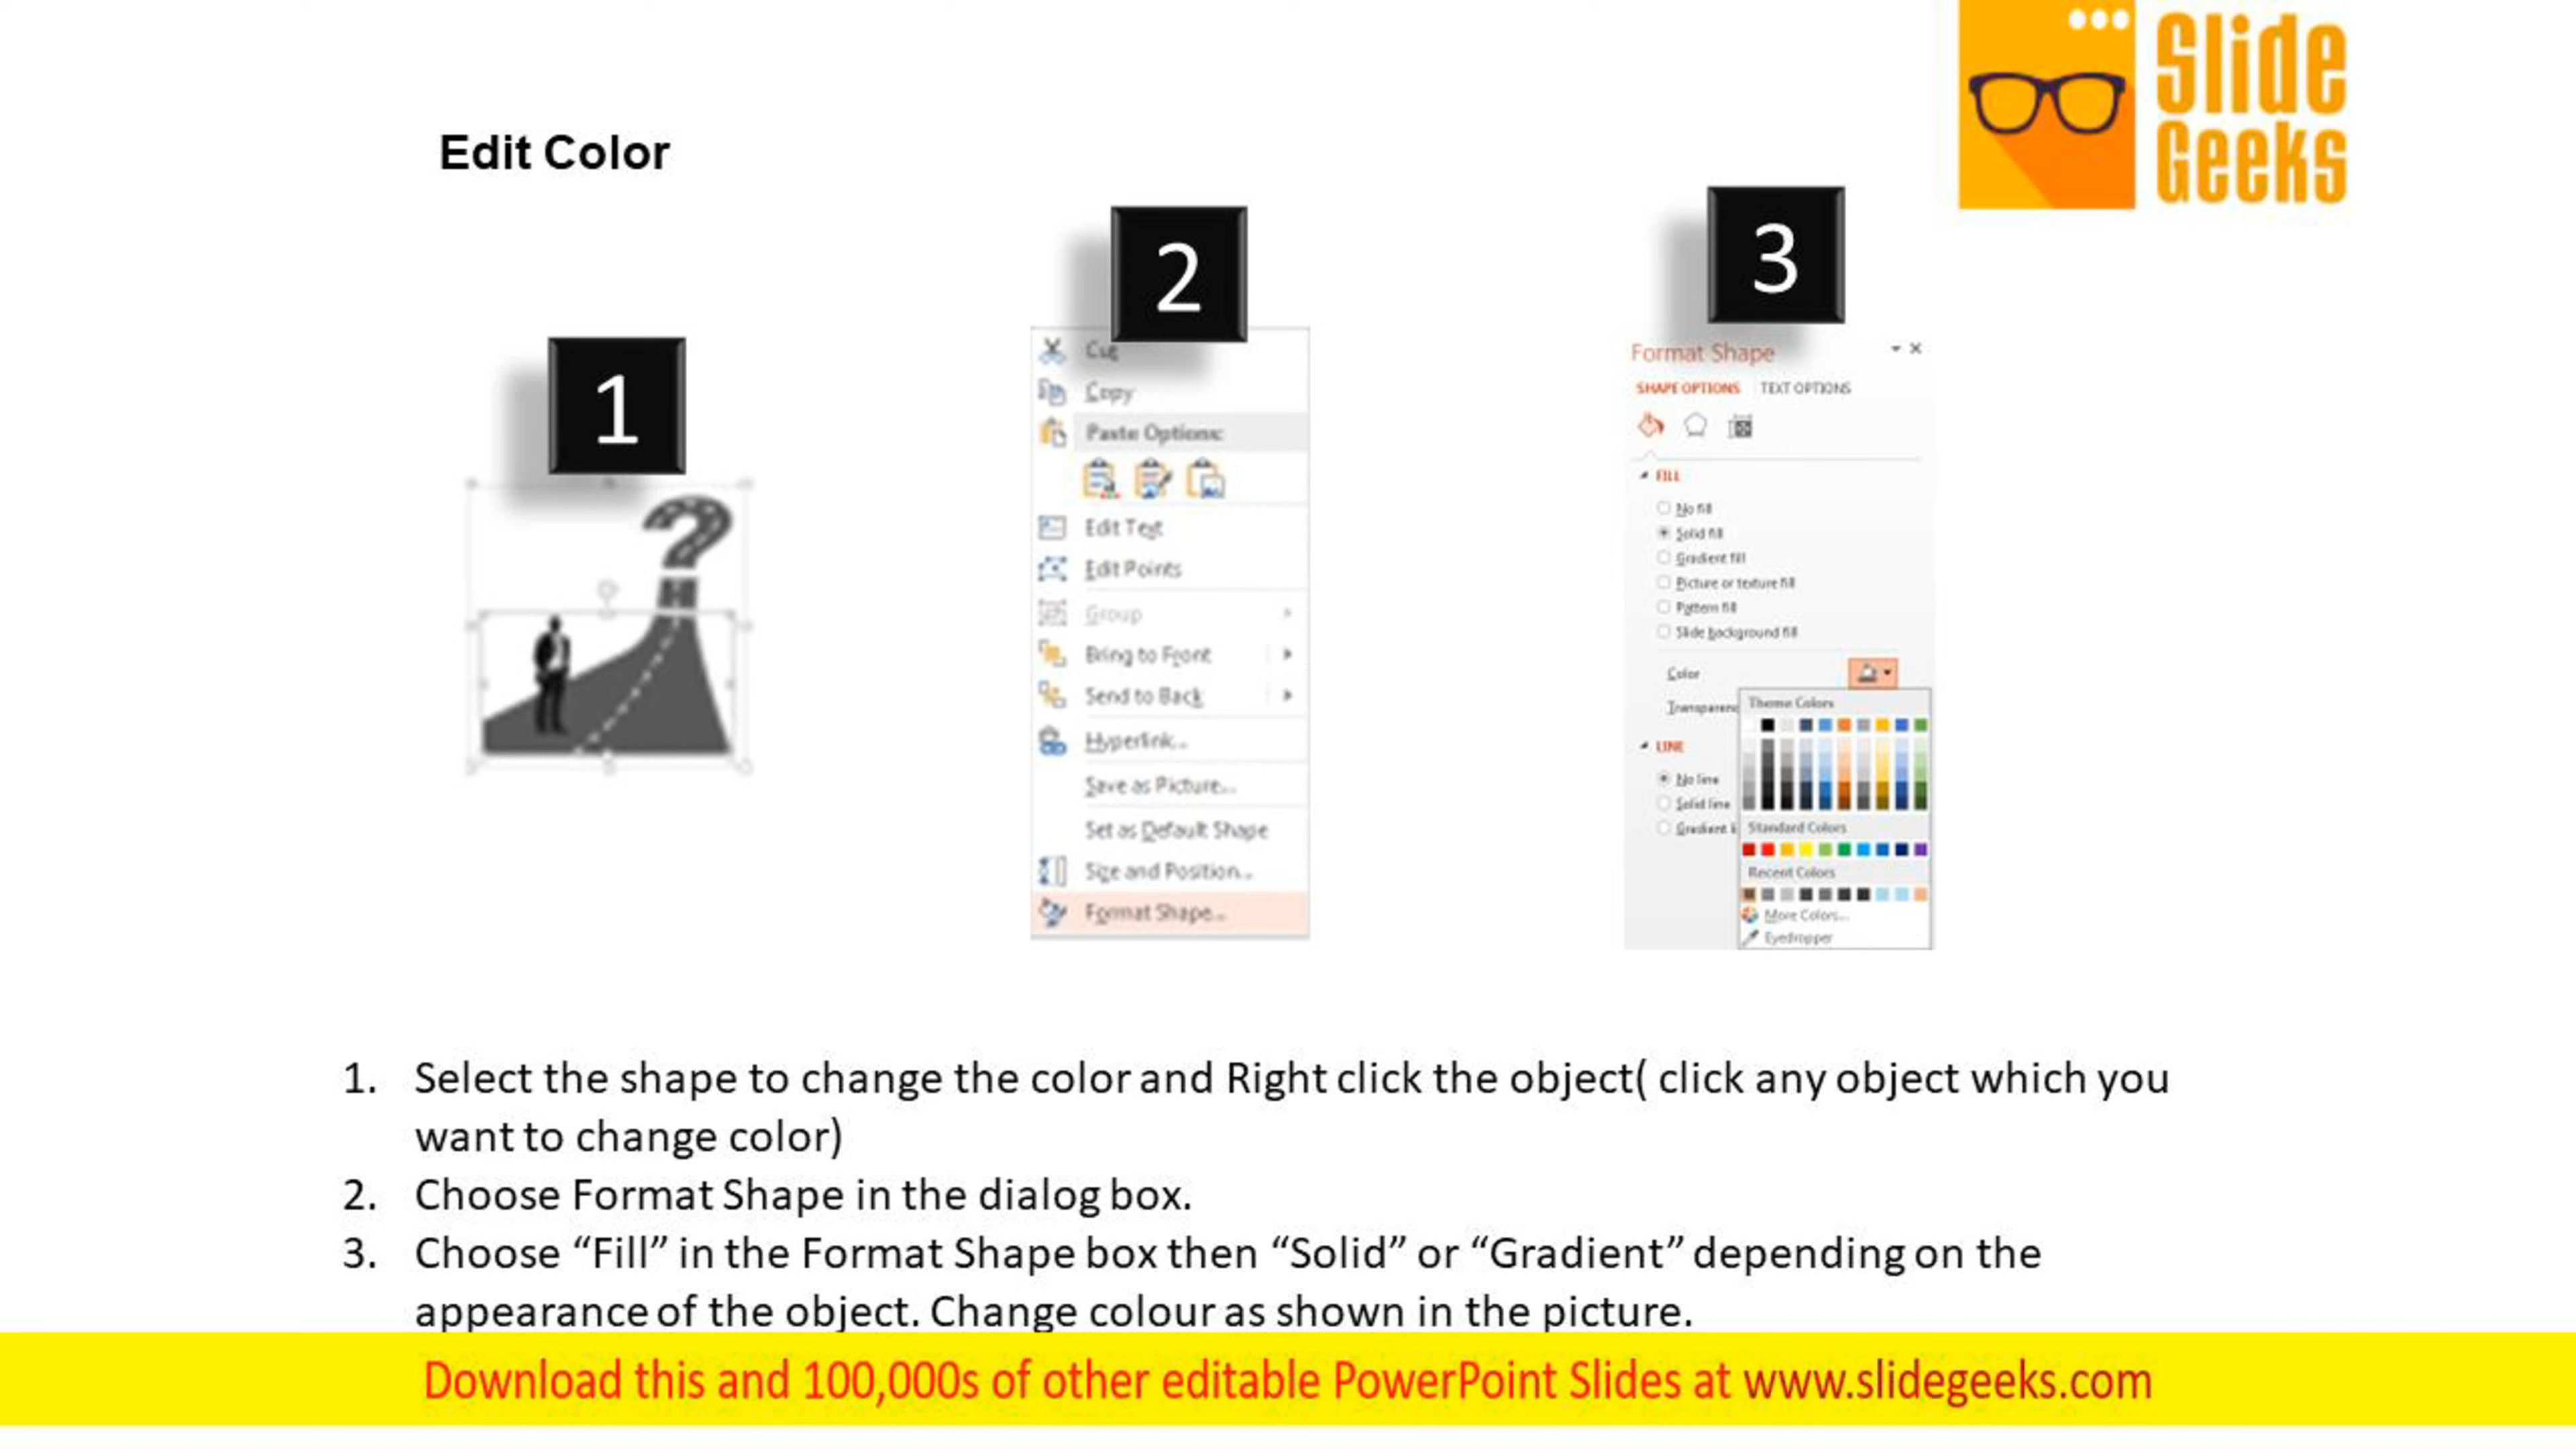 Slide
Geeks
Edit Color
1
2
3
Cut
Copy
Paste Options:
Edit Text
Edit Points
Group
Bring to Front
Send to Back
Hyperlink...
Save as Picture...
Set as Default Shape
Size and Position...
Format Shape...
Format Shape
SHAPE OPTIONS TEXT OPTIONS
FILL
No fill
Solid fill
Gradient fill
Picture or texture fill
Pattern fill
Slide background fill
Color
Transparenc
Theme Colors
LINE
No line
Solid line
Gradient l
Standard Colors
Recent Colors
More Colors...
Eyedropper
1. Select the shape to change the color and Right click the object( click any object which you
want to change color)
2. Choose Format Shape in the dialog box.
3. Choose “Fill” in the Format Shape box then “Solid” or “Gradient” depending on the
appearance of the object. Change colour as shown in the picture.
Download this and 100,000s of other editable PowerPoint Slides at www.slidegeeks.com